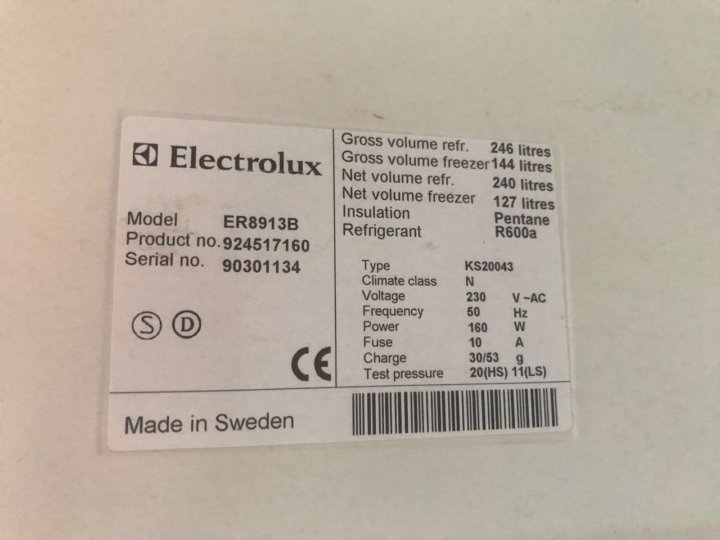 Electrolux
Model ER8913B
Product no. 924517160
Serial no. 90301134
S D
CE
Gross volume refr. 246 litres
Gross volume freezer 144 litres
Net volume refr. 240 litres
Net volume freezer 127 litres
Insulation Pentane
Refrigerant R600a
Type KS20043
Climate class N
Voltage 230 V ~AC
Frequency 50 Hz
Power 160 W
Fuse 10 A
Charge 30/53 g
Test pressure 20(HS) 11(LS)
Made in Sweden